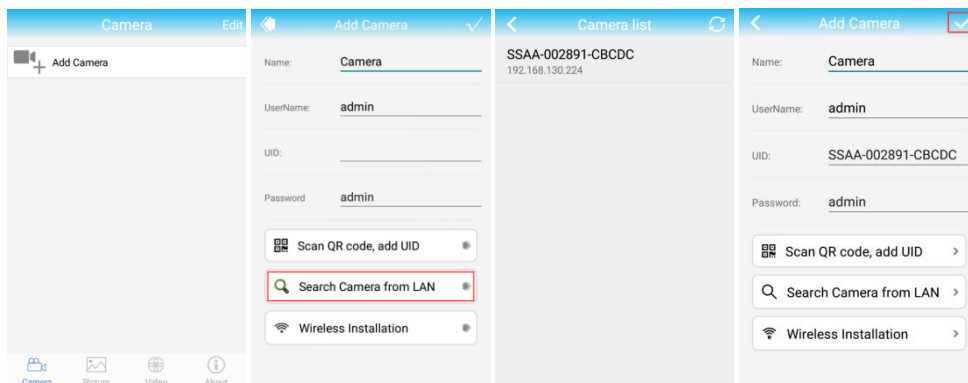 Camera
Edit
Add Camera
Camera
Picture
Video
About
Add Camera
Name: Camera
UserName: admin
UID:
Password admin
Scan QR code, add UID
Search Camera from LAN
Wireless Installation
Camera list
SSAA-002891-CBCDC
192.168.130.224
Add Camera
Name: Camera
UserName: admin
UID: SSAA-002891-CBCDC
Password: admin
Scan QR code, add UID
Search Camera from LAN
Wireless Installation